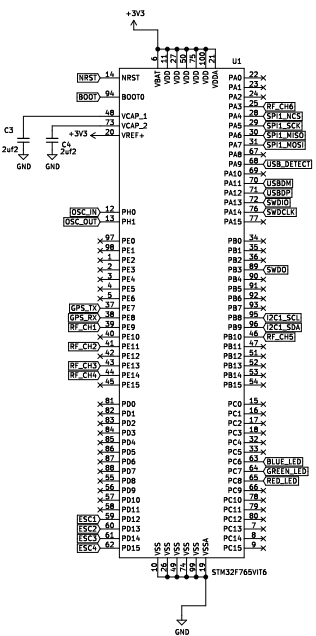 +3V3
U1
6 11 27 50 75 100 21
VBAT VDD VDD VDD VDD VDD VDDA
NRST 14 NRST
BOOT 94 BOOT0
C3 48 VCAP_1
73 VCAP_2
2uf2 C4 +3V3 20 VREF+
2uf2
GND GND
OSC_IN 12 PH0
OSC_OUT 13 PH1
97 PE0
98 PE1
1 PE2
2 PE3
3 PE4
4 PE5
5 PE6
GPS_TX 37 PE7
GPS_RX 38 PE8
RF_CH1 39 PE9
40 PE10
RF_CH2 41 PE11
42 PE12
RF_CH3 43 PE13
RF_CH4 44 PE14
45 PE15
81 PD0
82 PD1
83 PD2
84 PD3
85 PD4
86 PD5
87 PD6
88 PD7
55 PD8
56 PD9
57 PD10
58 PD11
ESC1 59 PD12
ESC2 60 PD13
ESC3 61 PD14
ESC4 62 PD15
PA0 22
PA1 23
PA2 24
PA3 25 RF_CH6
PA4 28 SPI1_NCS
PA5 29 SPI1_SCK
PA6 30 SPI1_MISO
PA7 31 SPI1_MOSI
PA8 67
PA9 68 USB_DETECT
PA10 69
PA11 70 USBDM
PA12 71 USBDP
PA13 72 SWDIO
PA14 76 SWDCLK
PA15 77
PB0 34
PB1 35
PB2 36
PB3 89 SWDO
PB4 90
PB5 91
PB6 92
PB7 93
PB8 95 I2C1_SCL
PB9 96 I2C1_SDA
PB10 46 RF_CH5
PB11 47
PB12 51
PB13 52
PB14 53
PB15 54
PC0 15
PC1 16
PC2 17
PC3 18
PC4 32
PC5 33
PC6 63 BLUE_LED
PC7 64 GREEN_LED
PC8 65 RED_LED
PC9 66
PC10 78
PC11 79
PC12 80
PC13 7
PC14 8
PC15 9
VSS VSS VSS VSS VSS VSSA
10 26 49 74 99 19
STM32F765VIT6
GND